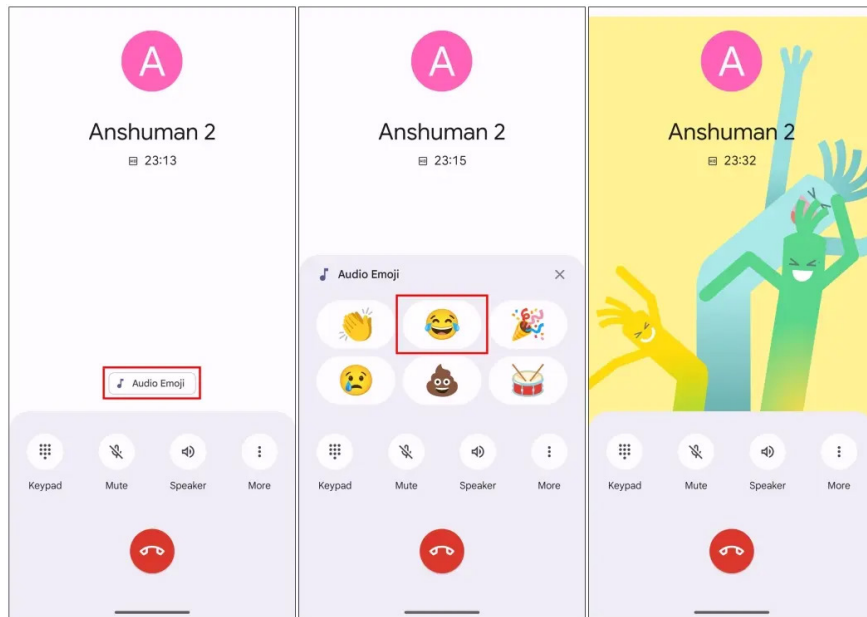 A
Anshuman 2
23:13
Audio Emoji
Keypad Mute Speaker More
A
Anshuman 2
23:15
Audio Emoji
Keypad Mute Speaker More
A
Anshuman 2
23:32
Keypad Mute Speaker More